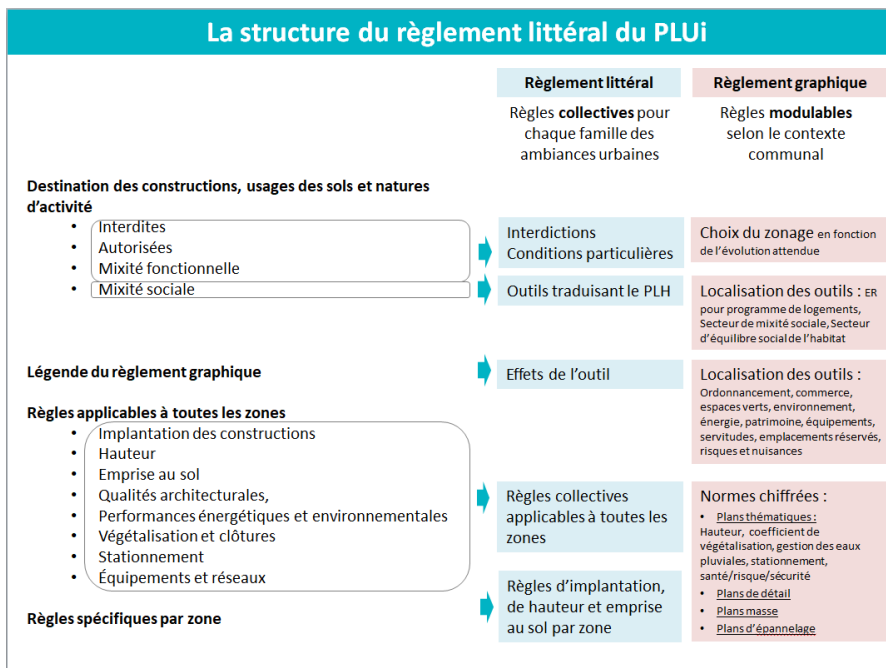 La structure du règlement littéral du PLUi
Règlement littéral
Règlement graphique
Règles collectives pour
chaque famille des
ambiances urbaines
Règles modulables
selon le contexte
communal
Destination des constructions, usages des sols et natures
d'activité
• Interdites
• Autorisées
• Mixité fonctionnelle
• Mixité sociale
Interdictions
Conditions particulières
Choix du zonage en fonction
de l'évolution attendue
Outils traduisant le PLH
Localisation des outils : ER
pour programme de logements,
Secteur de mixité sociale, Secteur
d'équilibre social de l'habitat
Légende du règlement graphique
Effets de l'outil
Localisation des outils :
Ordonnancement, commerce,
espaces verts, environnement,
énergie, patrimoine, équipements,
servitudes, emplacements réservés,
risques et nuisances
Règles applicables à toutes les zones
• Implantation des constructions
• Hauteur
• Emprise au sol
• Qualités architecturales,
• Performances énergétiques et environnementales
• Végétalisation et clôtures
• Stationnement
• Équipements et réseaux
Règles collectives
applicables à toutes les
zones
Normes chiffrées :
• Plans thématiques :
Hauteur, coefficient de
végétalisation, gestion des eaux
pluviales, stationnement,
santé/risque/sécurité
• Plans de détail
• Plans masse
• Plans d'épannelage
Règles spécifiques par zone
Règles d'implantation,
de hauteur et emprise
au sol par zone